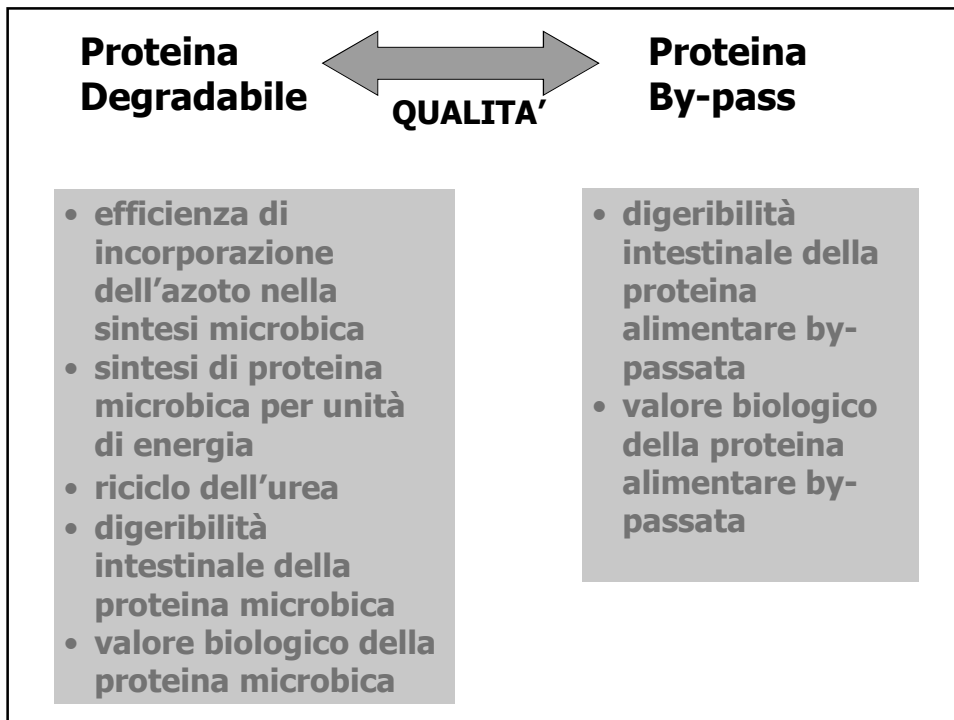 Proteina
Degradabile
QUALITA’
Proteina
By-pass
• efficienza di
incorporazione
dell’azoto nella
sintesi microbica
• sintesi di proteina
microbica per unità
di energia
• riciclo dell’urea
• digeribilità
intestinale della
proteina microbica
• valore biologico della
proteina microbica
• digeribilità
intestinale della
proteina
alimentare by-
passata
• valore biologico
della proteina
alimentare by-
passata